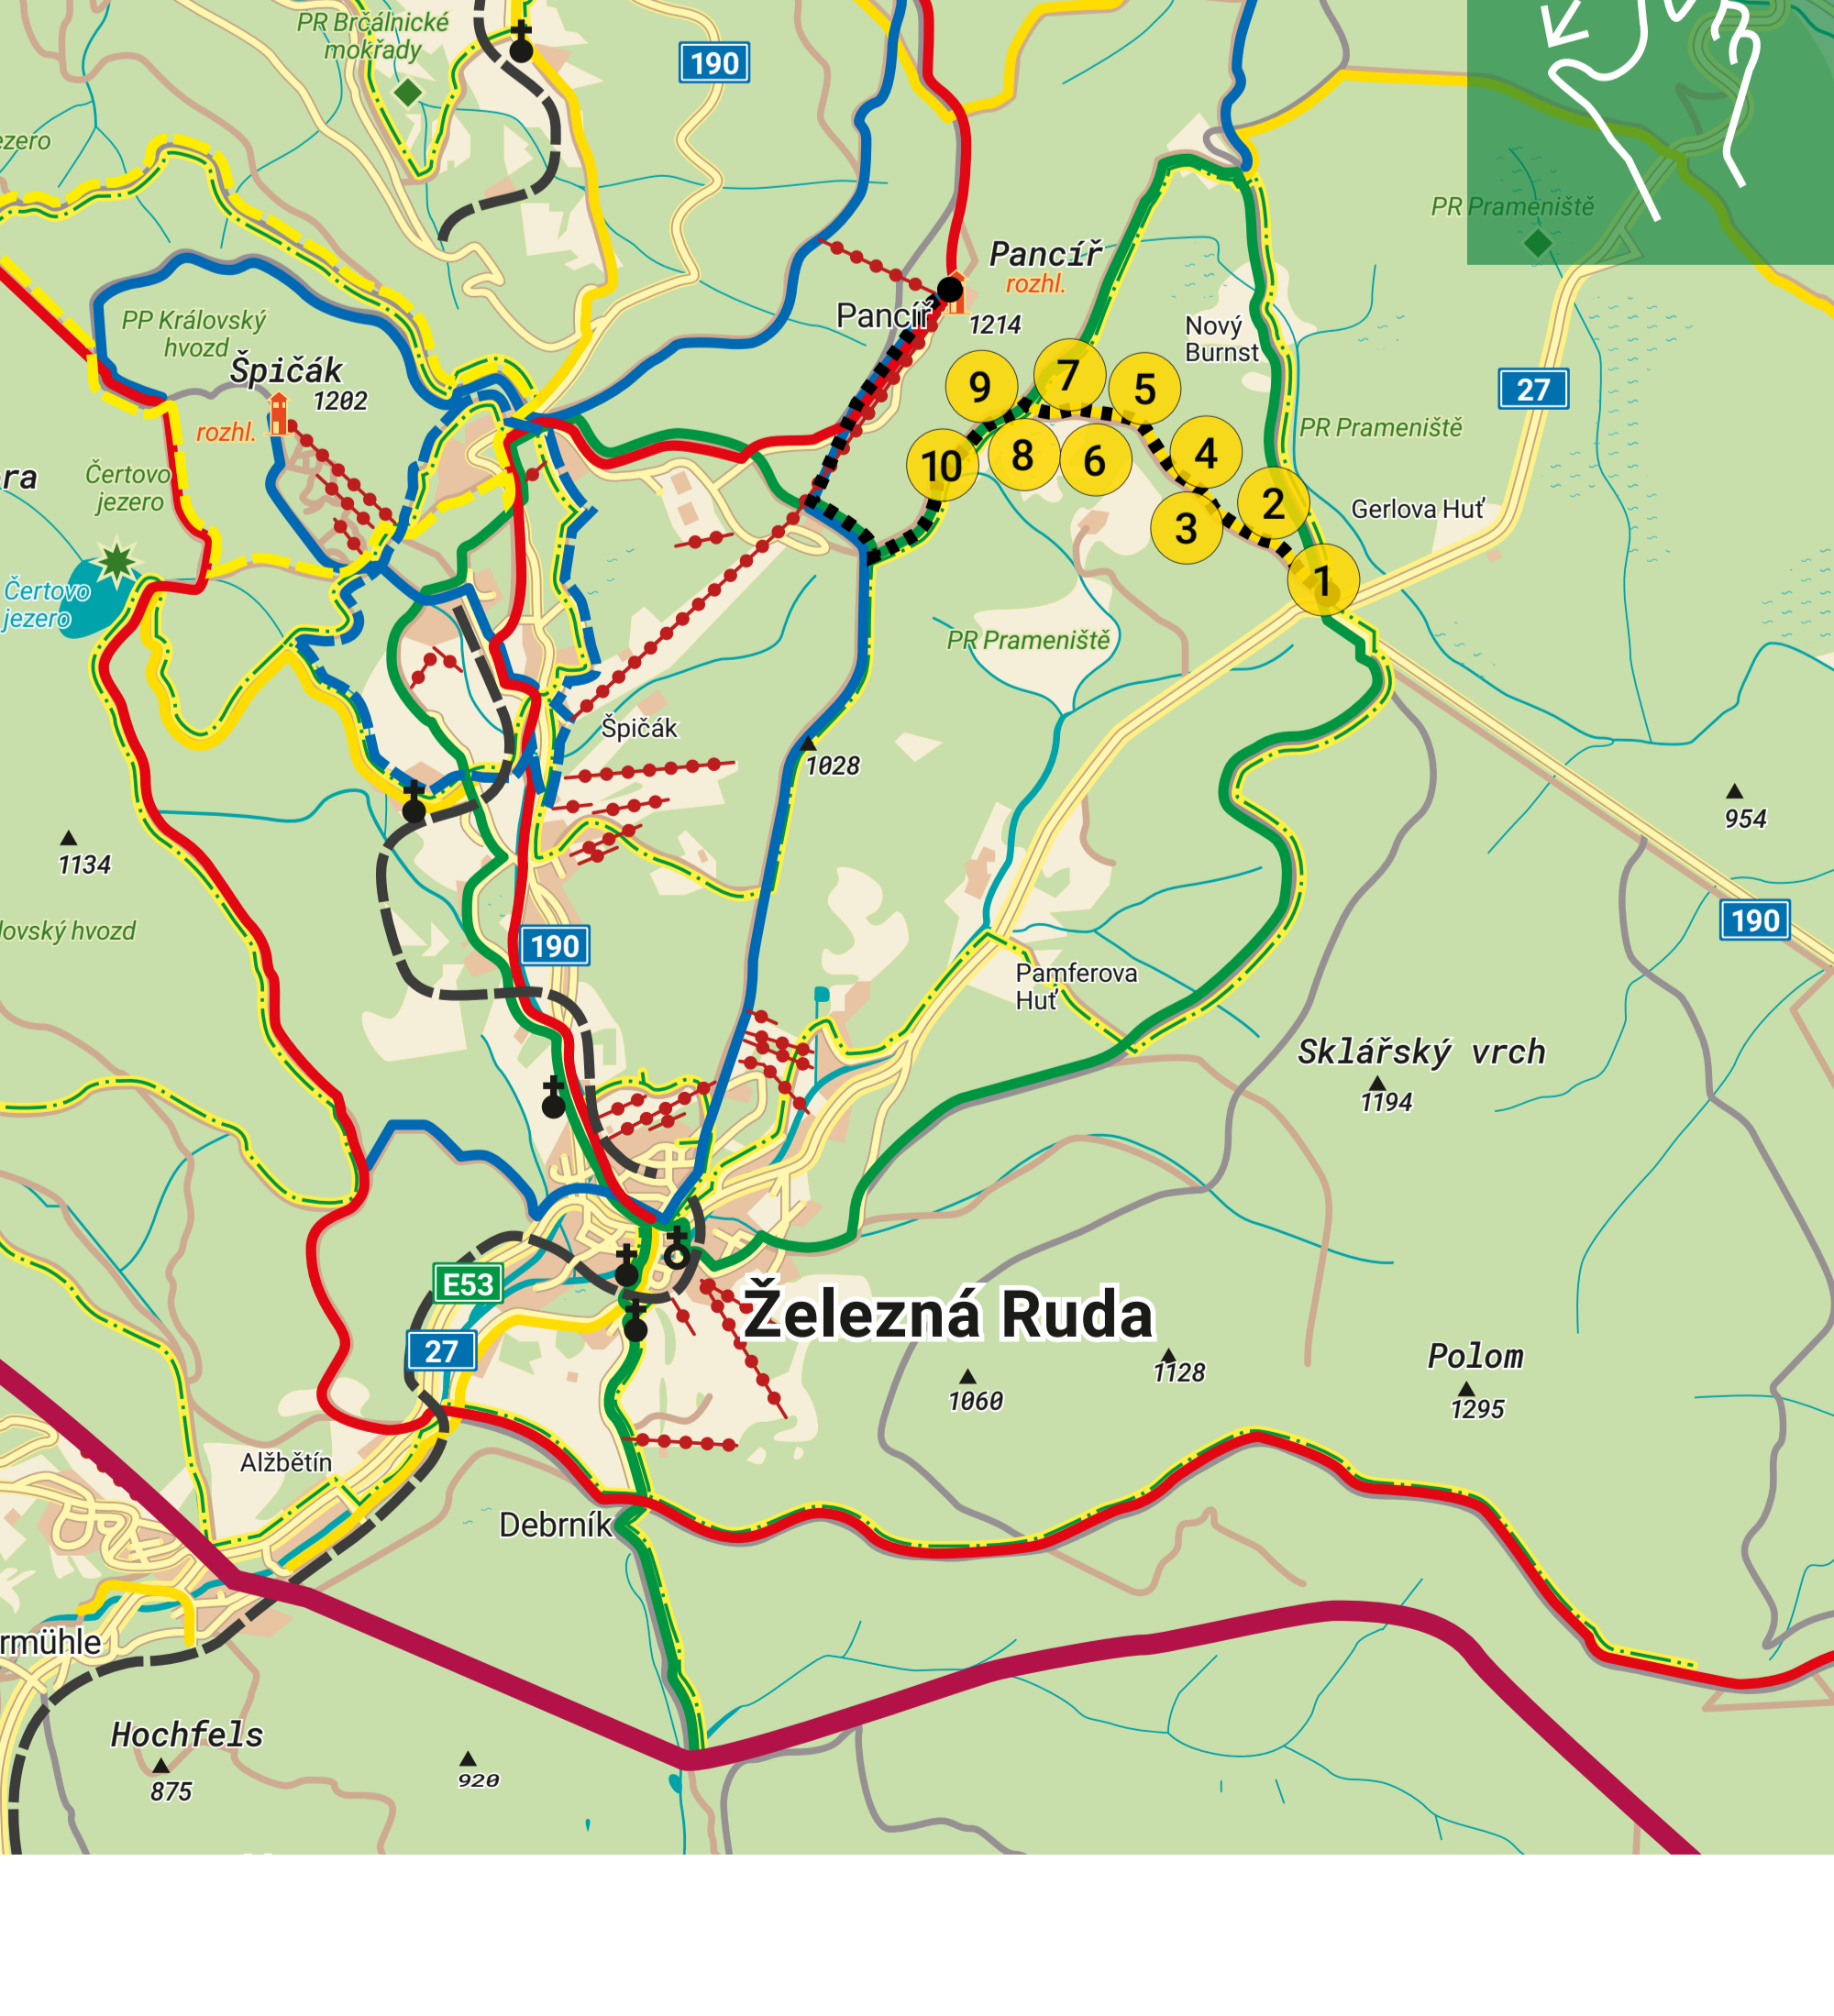 PR Brčálnické
mokřady
190
ezero
PR Prameniště
Pancíř
rozhl.
Pancíř
1214
PP Královský
hvozd
Nový
Burnst
Špičák
1202
rozhl.
27
9
7
5
PR Prameniště
ra
Čertovo
jezero
10
8
6
4
2
3
Gerlova Huť
1
Čertovo
jezero
PR Prameniště
Špičák
1028
954
1134
190
190
lovský hvozd
Pamferova
Huť
Sklářský vrch
1194
E53
Železná Ruda
27
1128
Polom
1060
1295
Alžbětín
Debrník
rmühle
Hochfels
875
920